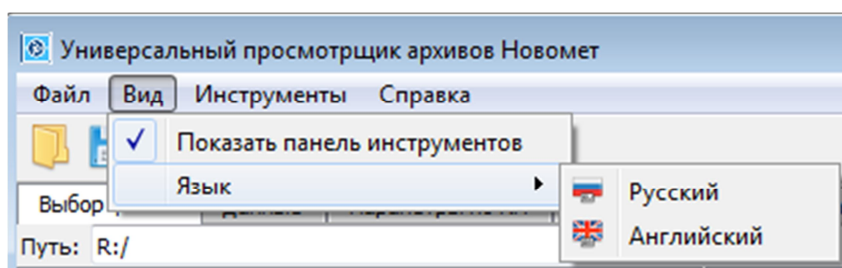 Универсальный просмотрщик архивов Новомет
Файл Вид Инструменты Справка
Показать панель инструментов
Язык
Русский
Английский
Выбор
Путь: R:/